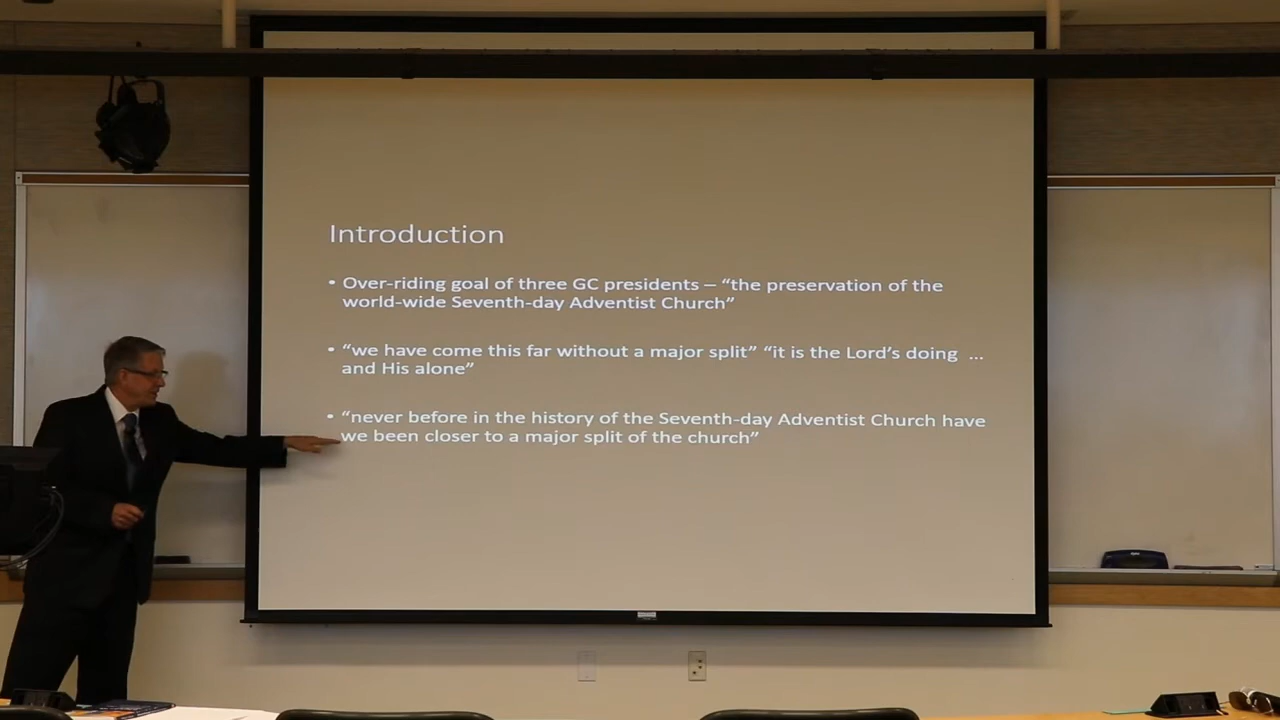 Introduction
• Over-riding goal of three GC presidents – “the preservation of the
world-wide Seventh-day Adventist Church”
• “we have come this far without a major split” “it is the Lord’s doing ...
and His alone”
• “never before in the history of the Seventh-day Adventist Church have
we been closer to a major split of the church”